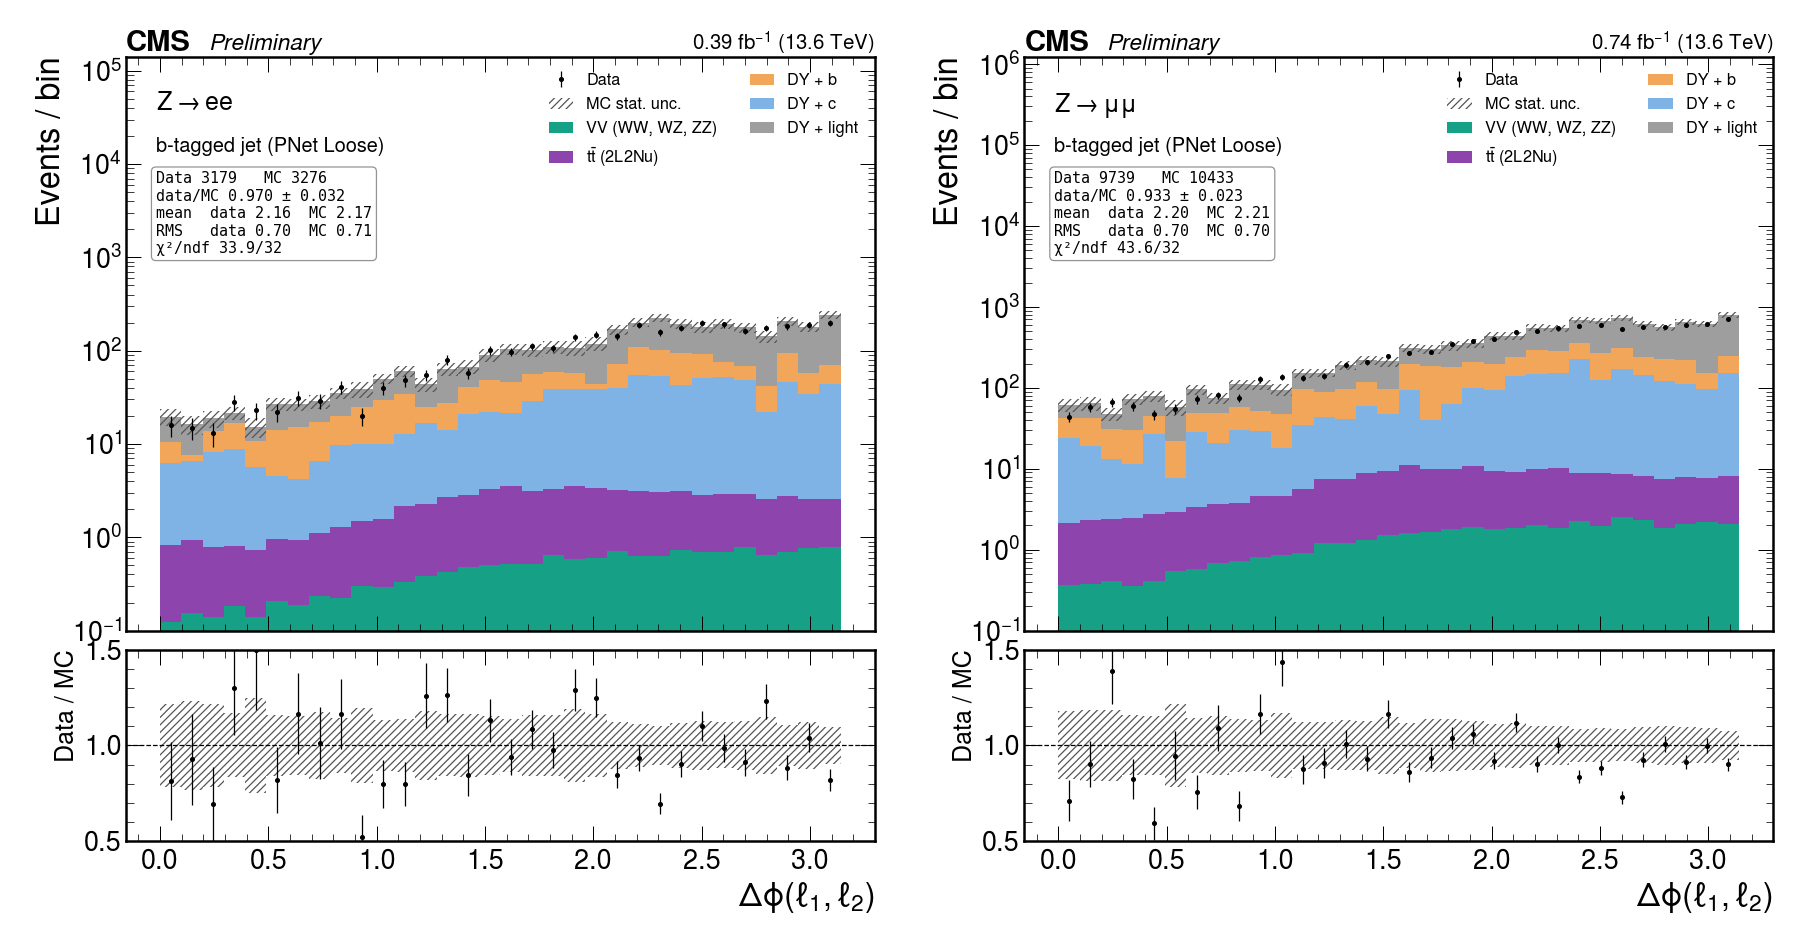 CMS Preliminary 0.39 fb⁻¹ (13.6 TeV)
Events / bin
10⁵
10⁴
10³
10²
10¹
10⁰
10⁻¹
Z → ee
b-tagged jet (PNet Loose)
Data 3179   MC 3276
data/MC 0.970 ± 0.032
mean  data 2.16  MC 2.17
RMS   data 0.70  MC 0.71
χ²/ndf 33.9/32
Data
MC stat. unc.
VV (WW, WZ, ZZ)
tt̄ (2L2Nu)
DY + b
DY + c
DY + light
Data / MC
1.5
1.0
0.5
0.0 0.5 1.0 1.5 2.0 2.5 3.0
Δϕ(ℓ₁, ℓ₂)
CMS Preliminary 0.74 fb⁻¹ (13.6 TeV)
Events / bin
10⁶
10⁵
10⁴
10³
10²
10¹
10⁰
10⁻¹
Z → μμ
b-tagged jet (PNet Loose)
Data 9739   MC 10433
data/MC 0.933 ± 0.023
mean  data 2.20  MC 2.21
RMS   data 0.70  MC 0.70
χ²/ndf 43.6/32
Data
MC stat. unc.
VV (WW, WZ, ZZ)
tt̄ (2L2Nu)
DY + b
DY + c
DY + light
Data / MC
1.5
1.0
0.5
0.0 0.5 1.0 1.5 2.0 2.5 3.0
Δϕ(ℓ₁, ℓ₂)